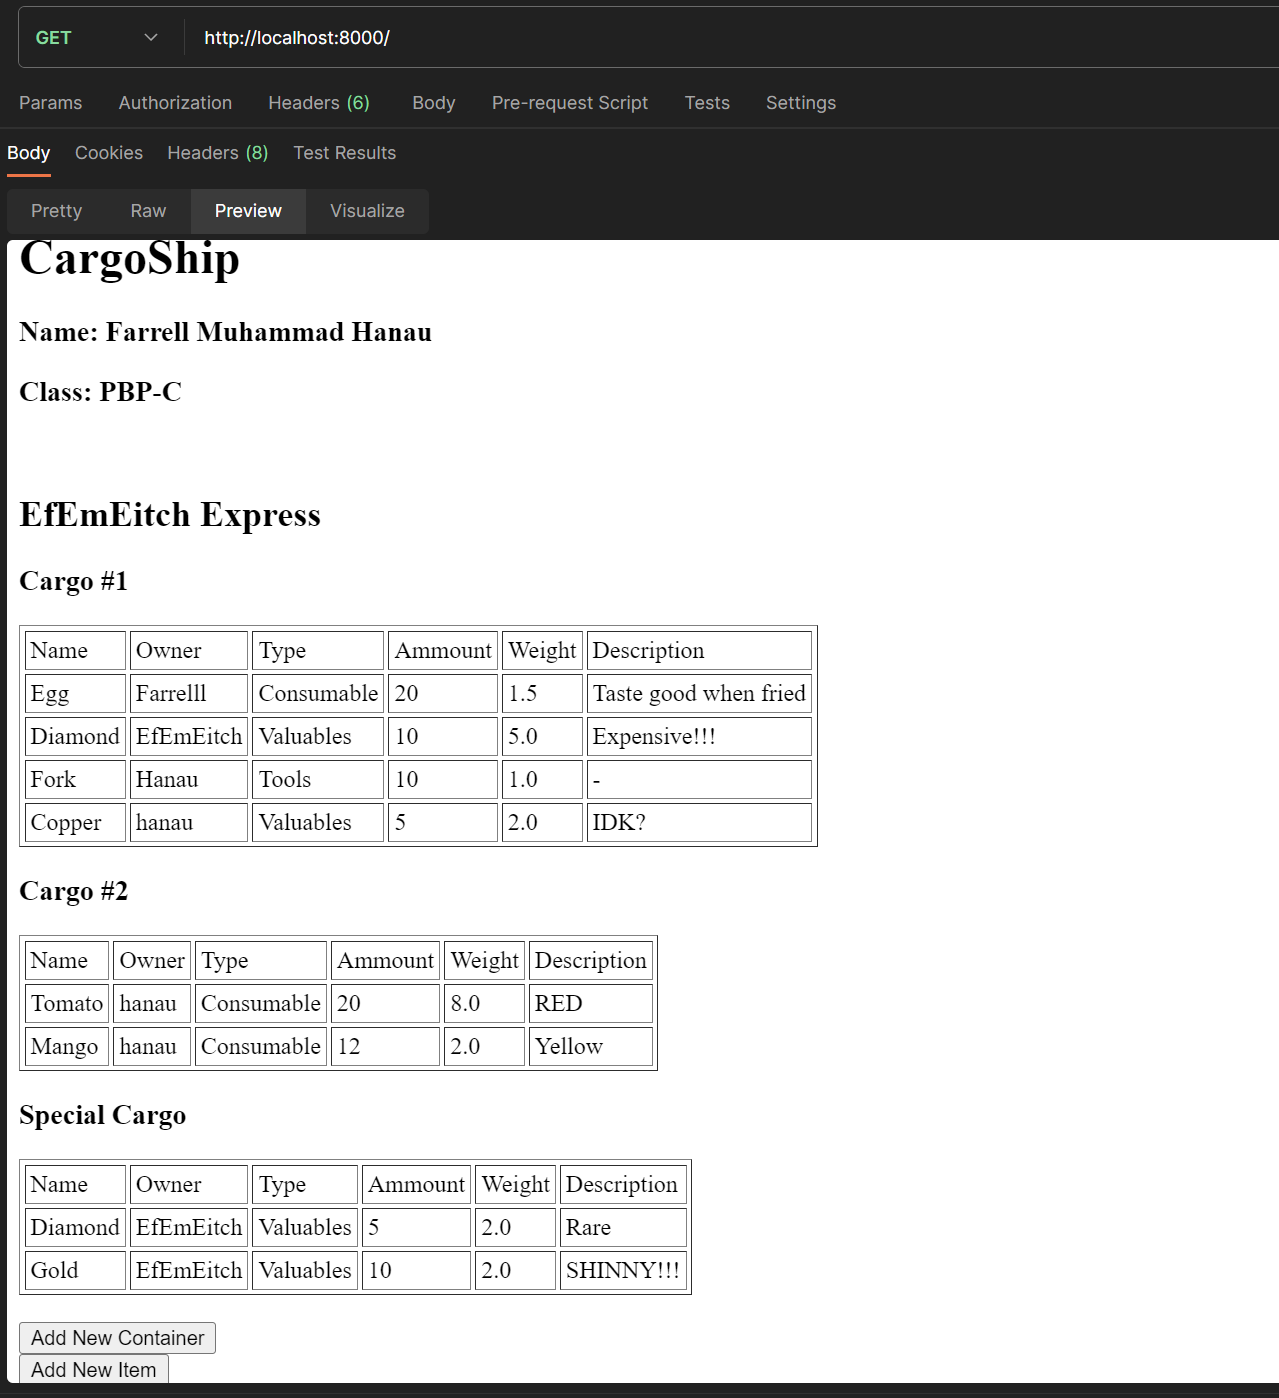 GET http://localhost:8000/
Params Authorization Headers (6) Body Pre-request Script Tests Settings
Body Cookies Headers (8) Test Results
Pretty Raw Preview Visualize
CargoShip
Name: Farrell Muhammad Hanau
Class: PBP-C
EfEmEitch Express
Cargo #1
Name Owner Type Ammount Weight Description
Egg Farrelll Consumable 20 1.5 Taste good when fried
Diamond EfEmEitch Valuables 10 5.0 Expensive!!!
Fork Hanau Tools 10 1.0 -
Copper hanau Valuables 5 2.0 IDK?
Cargo #2
Name Owner Type Ammount Weight Description
Tomato hanau Consumable 20 8.0 RED
Mango hanau Consumable 12 2.0 Yellow
Special Cargo
Name Owner Type Ammount Weight Description
Diamond EfEmEitch Valuables 5 2.0 Rare
Gold EfEmEitch Valuables 10 2.0 SHINNY!!!
Add New Container
Add New Item